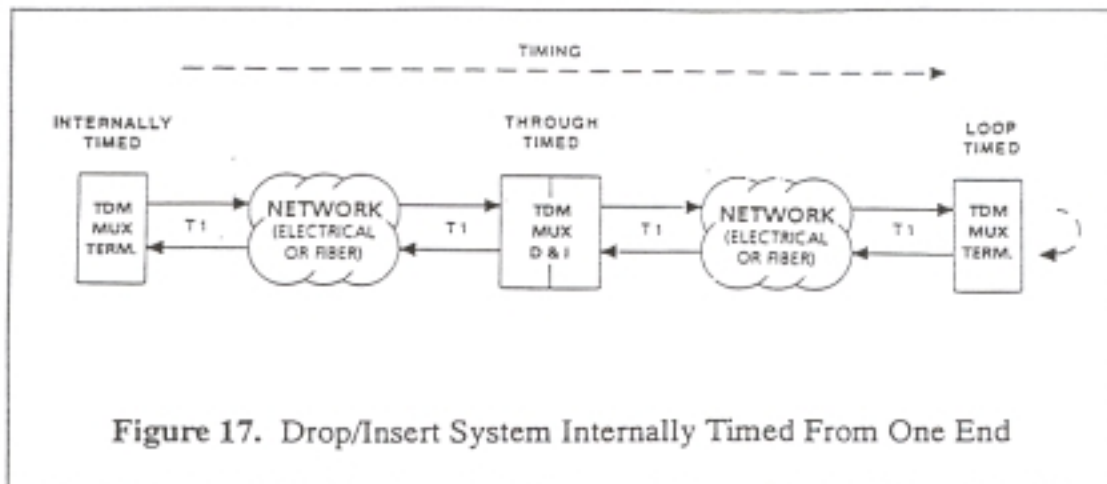 TIMING
INTERNALLY
TIMED
THROUGH
TIMED
LOOP
TIMED
TDM
MUX
TERM.
T1
NETWORK
(ELECTRICAL
OR FIBER)
T1
TDM
MUX
D & I
T1
NETWORK
(ELECTRICAL
OR FIBER)
T1
TDM
MUX
TERM.
Figure 17. Drop/Insert System Internally Timed From One End